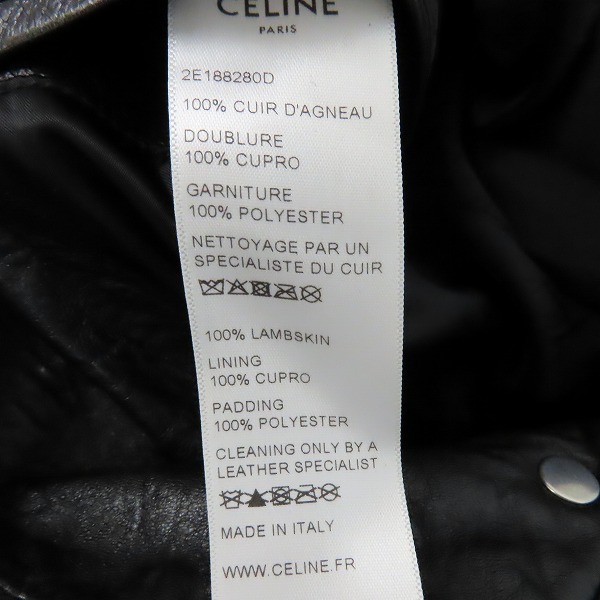 CELINE
PARIS
2E188280D
100% CUIR D'AGNEAU
DOUBLURE
100% CUPRO
GARNITURE
100% POLYESTER
NETTOYAGE PAR UN
SPECIALISTE DU CUIR
100% LAMBSKIN
LINING
100% CUPRO
PADDING
100% POLYESTER
CLEANING ONLY BY A
LEATHER SPECIALIST
MADE IN ITALY
WWW.CELINE.FR